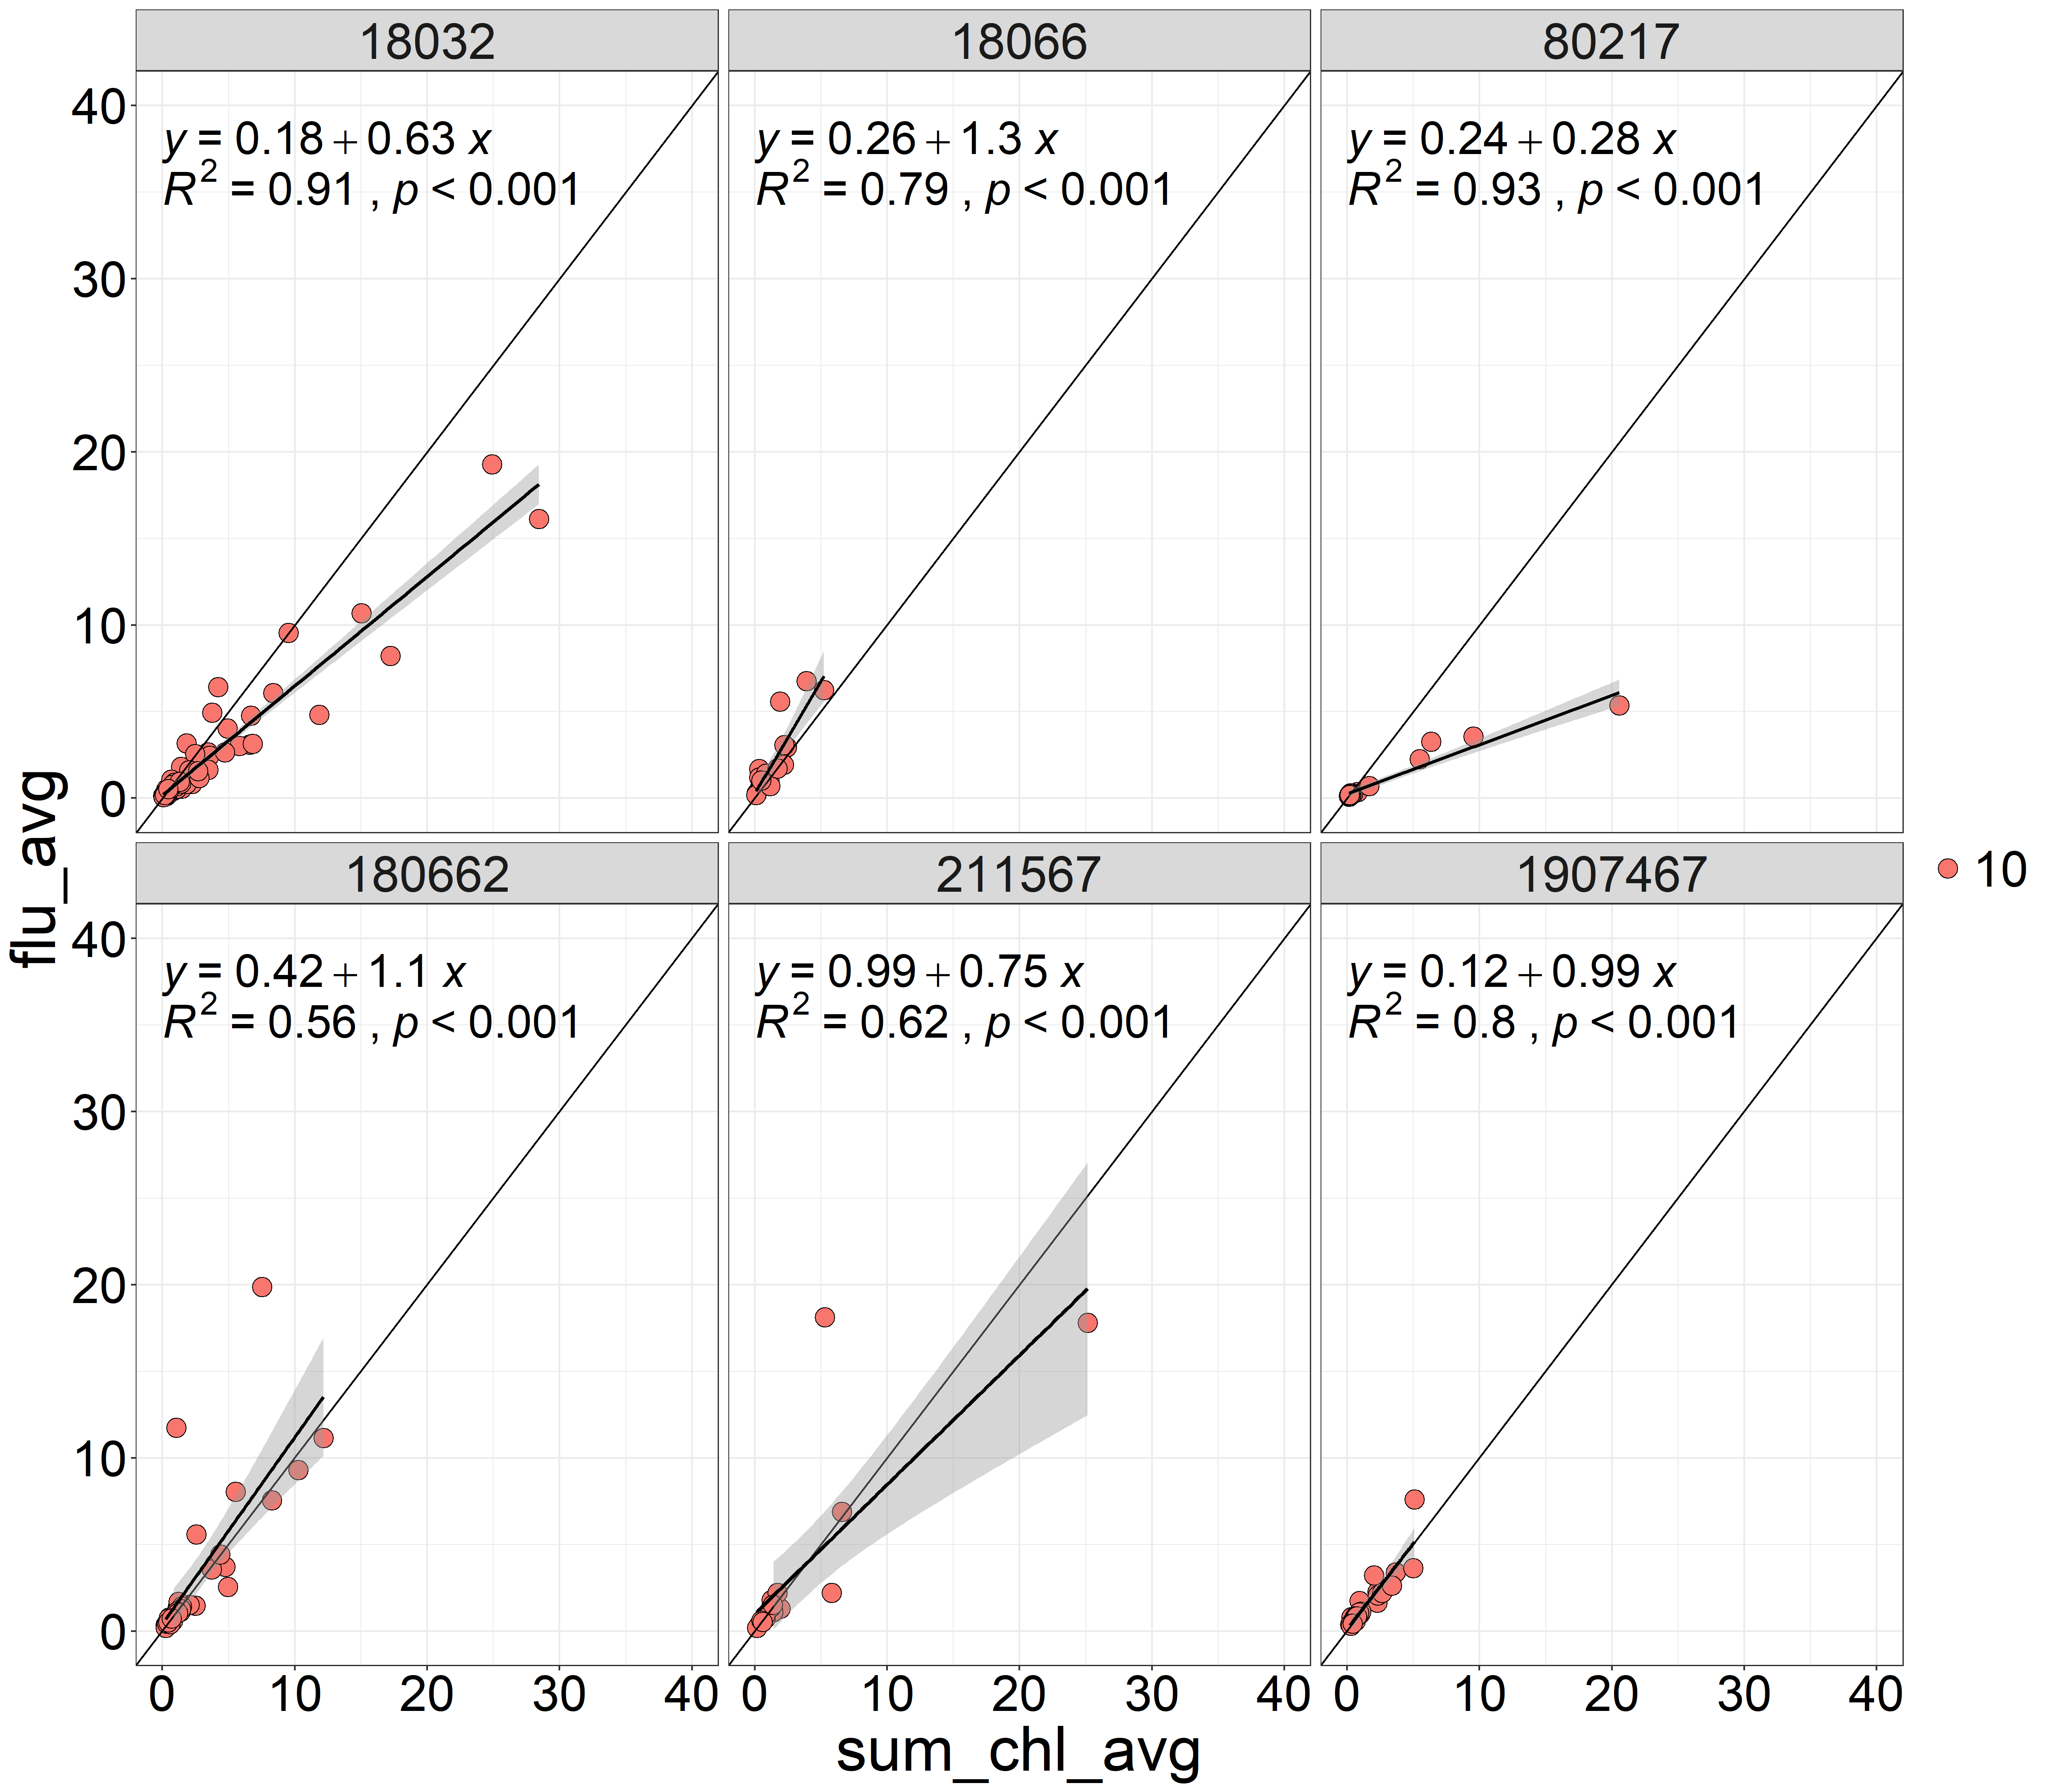 18032
18066
80217
y = 0.18 + 0.63 x
R² = 0.91 , p < 0.001
y = 0.26 + 1.3 x
R² = 0.79 , p < 0.001
y = 0.24 + 0.28 x
R² = 0.93 , p < 0.001
40
30
20
10
0
180662
211567
1907467
y = 0.42 + 1.1 x
R² = 0.56 , p < 0.001
y = 0.99 + 0.75 x
R² = 0.62 , p < 0.001
y = 0.12 + 0.99 x
R² = 0.8 , p < 0.001
40
30
20
10
0
0 10 20 30 40
0 10 20 30 40
0 10 20 30 40
sum_chl_avg
flu_avg
10